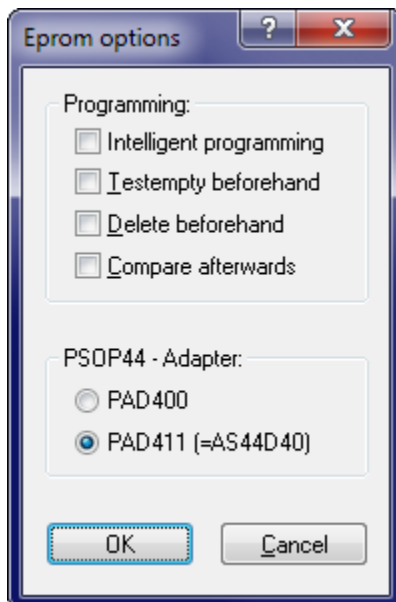 Eprom options
?
X
Programming:
Intelligent programming
Testempty beforehand
Delete beforehand
Compare afterwards
PSOP44 - Adapter:
PAD400
PAD411 (=AS44D40)
OK
Cancel